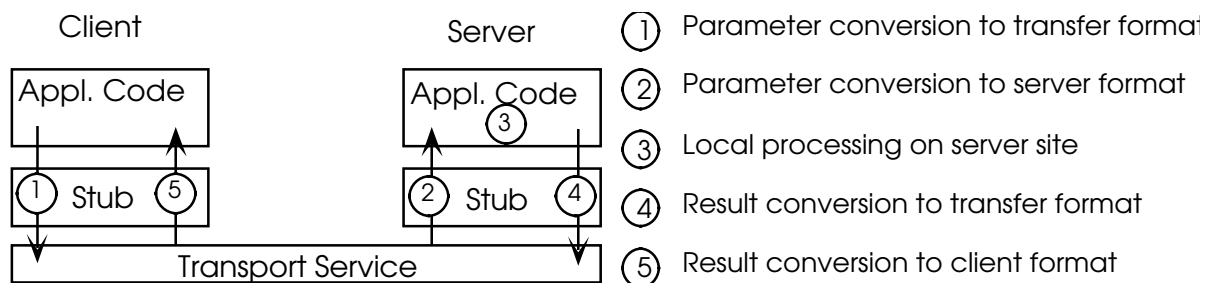 Client
Server
Appl. Code
Appl. Code
3
1
Stub
5
2
Stub
4
Transport Service
1 Parameter conversion to transfer format
2 Parameter conversion to server format
3 Local processing on server site
4 Result conversion to transfer format
5 Result conversion to client format